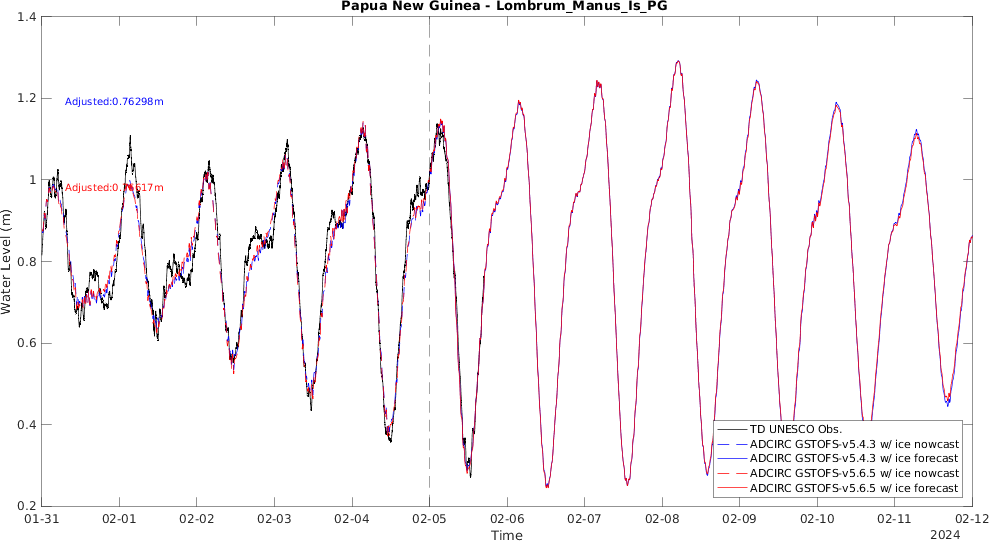 Papua New Guinea - Lombrum_Manus_Is_PG
1.4
1.2
1
0.8
0.6
0.4
0.2
Water Level (m)
Adjusted:0.76298m
TD UNESCO Obs.
ADCIRC GSTOFS-v5.4.3 w/ ice nowcast
ADCIRC GSTOFS-v5.4.3 w/ ice forecast
ADCIRC GSTOFS-v5.6.5 w/ ice nowcast
ADCIRC GSTOFS-v5.6.5 w/ ice forecast
01-31
02-01
02-02
02-03
02-04
02-05
02-06
02-07
02-08
02-09
02-10
02-11
02-12
Time
2024